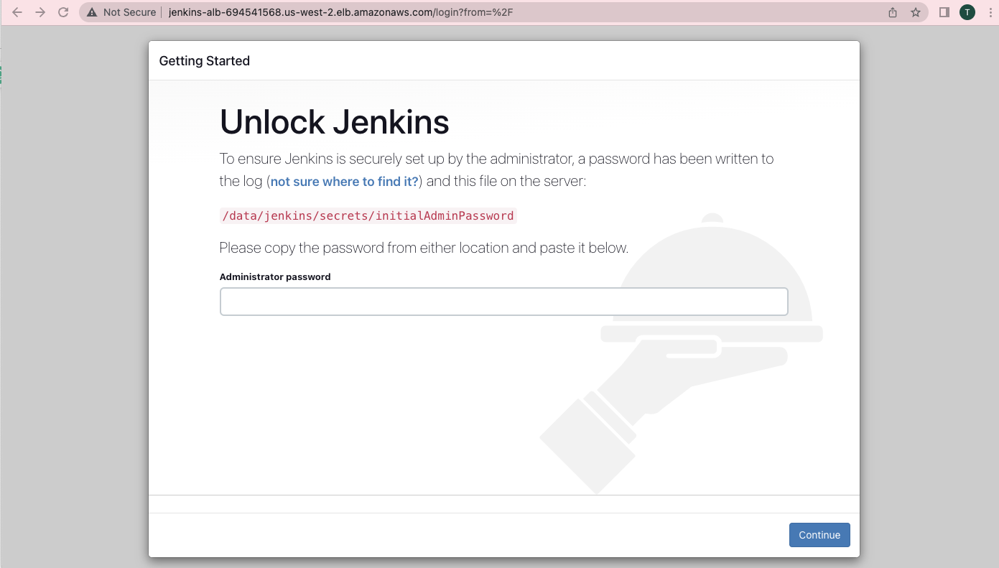 Not Secure jenkins-alb-694541568.us-west-2.elb.amazonaws.com/login?from=%2F T
Getting Started
Unlock Jenkins
To ensure Jenkins is securely set up by the administrator, a password has been written to
the log (not sure where to find it?) and this file on the server:
/data/jenkins/secrets/initialAdminPassword
Please copy the password from either location and paste it below.
Administrator password
Continue